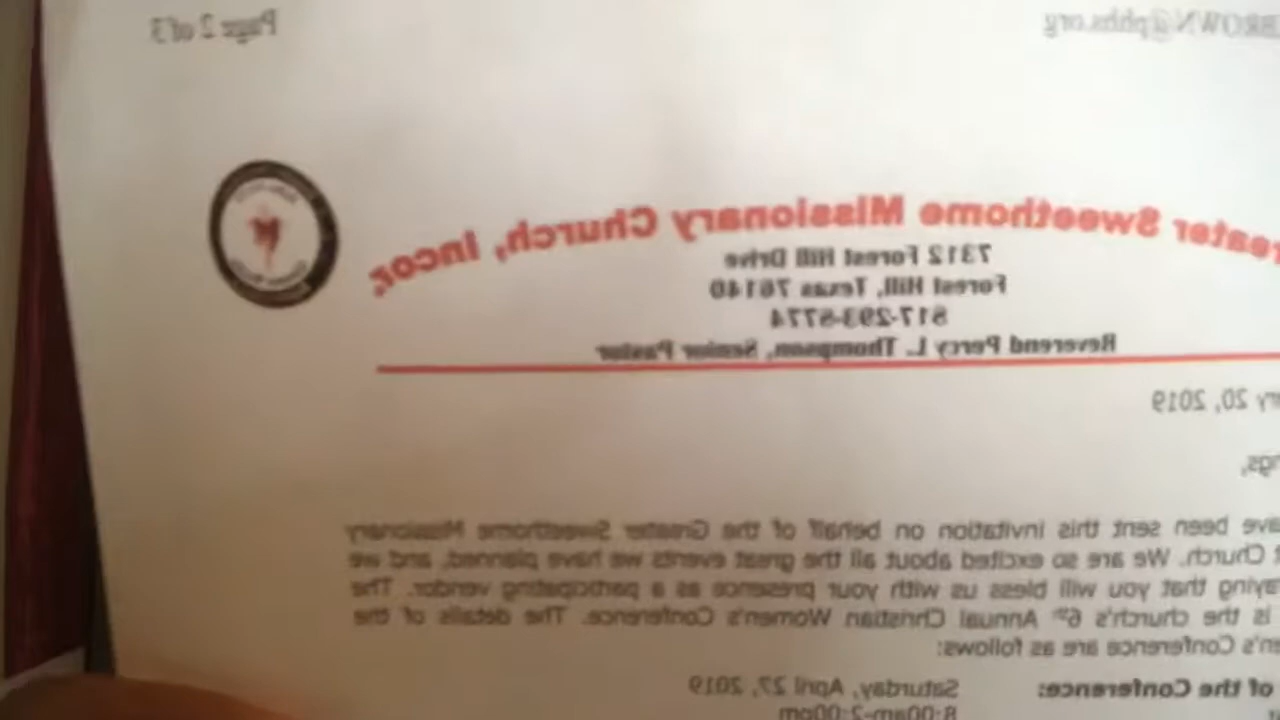 BROWN@phhs.org Page 2 of 3
reater Sweethome Missionary Church, Incor.
7312 Forest Hill Drive
Forest Hill, Texas 76140
817-293-5774
Reverend Percy L. Thompson, Senior Pastor
ry 20, 2019
ngs,
ave been sent this invitation on behalf of the Greater Sweethome Missionary
t Church. We are so excited about all the great events we have planned, and we
aying that you will bless us with your presence as a participating vendor. The
is the church's 6th Annual Christian Women's Conference. The details of the
en's Conference are as follows:
of the Conference: Saturday, April 27, 2019
8:00am-2:00pm